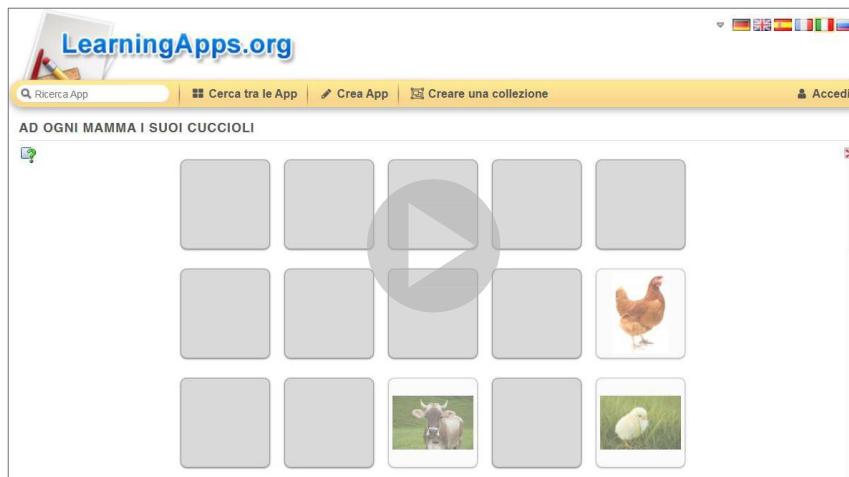 LearningApps.org
Ricerca App
Cerca tra le App
Crea App
Creare una collezione
Accedi
AD OGNI MAMMA I SUOI CUCCIOLI